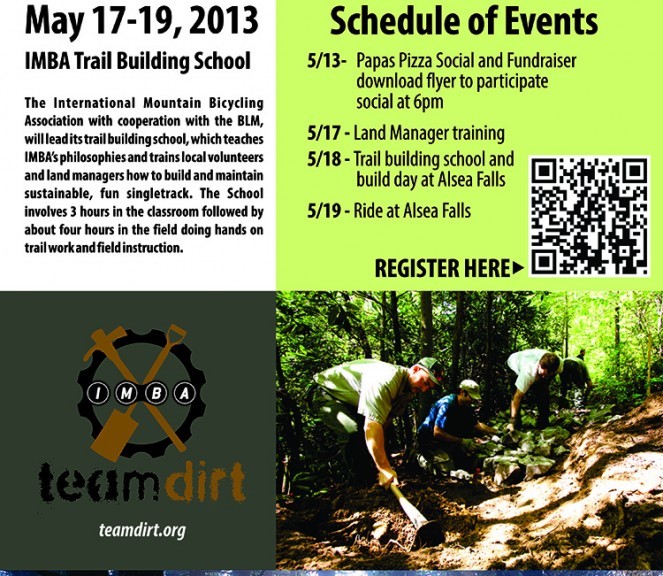 May 17-19, 2013
IMBA Trail Building School
The International Mountain Bicycling
Association with cooperation with the BLM,
will lead its trail building school, which teaches
IMBA's philosophies and trains local volunteers
and land managers how to build and maintain
sustainable, fun singletrack. The School
involves 3 hours in the classroom followed by
about four hours in the field doing hands on
trail work and field instruction.
Schedule of Events
5/13- Papas Pizza Social and Fundraiser
download flyer to participate
social at 6pm
5/17 - Land Manager training
5/18 - Trail building school and
build day at Alsea Falls
5/19 - Ride at Alsea Falls
REGISTER HERE
IMBA
teamdirt
teamdirt.org